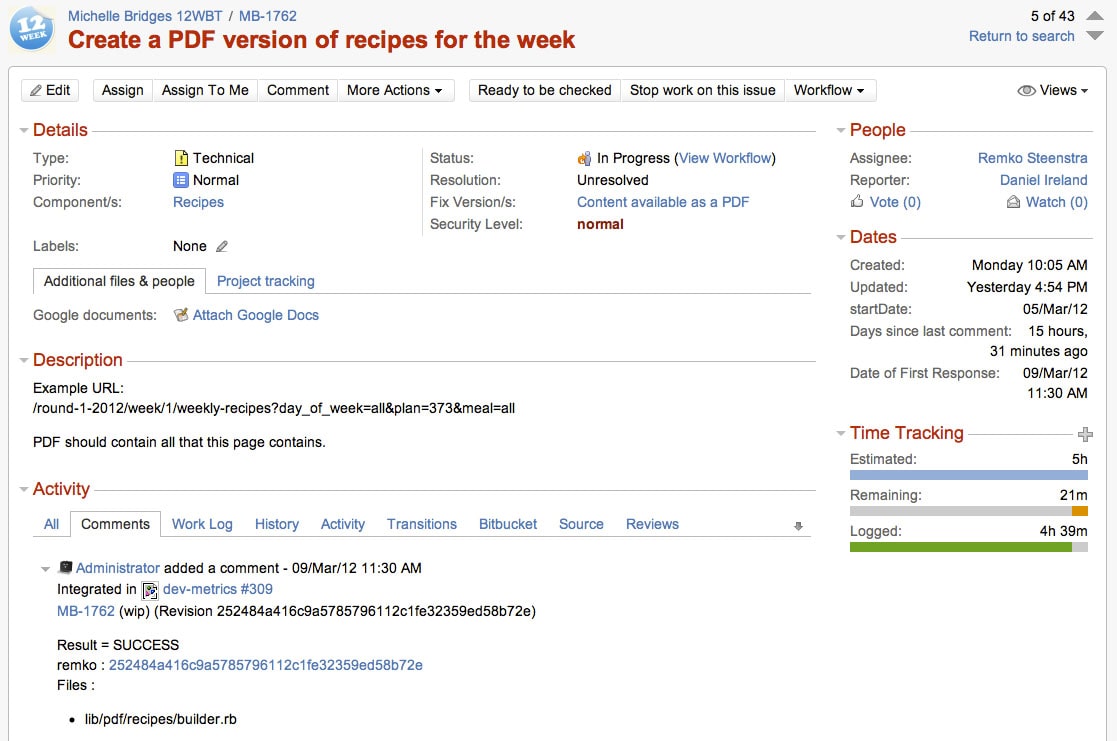 12
WEEK
Michelle Bridges 12WBT / MB-1762
Create a PDF version of recipes for the week
5 of 43
Return to search
Edit Assign Assign To Me Comment More Actions Ready to be checked Stop work on this issue Workflow Views
Details
Type: Technical
Priority: Normal
Component/s: Recipes
Labels: None
Status: In Progress (View Workflow)
Resolution: Unresolved
Fix Version/s: Content available as a PDF
Security Level: normal
Additional files & people Project tracking
Google documents: Attach Google Docs
Description
Example URL:
/round-1-2012/week/1/weekly-recipes?day_of_week=all&plan=373&meal=all
PDF should contain all that this page contains.
Activity
All Comments Work Log History Activity Transitions Bitbucket Source Reviews
Administrator added a comment - 09/Mar/12 11:30 AM
Integrated in dev-metrics #309
MB-1762 (wip) (Revision 252484a416c9a5785796112c1fe32359ed58b72e)
Result = SUCCESS
remko : 252484a416c9a5785796112c1fe32359ed58b72e
Files :
• lib/pdf/recipes/builder.rb
People
Assignee: Remko Steenstra
Reporter: Daniel Ireland
Vote (0) Watch (0)
Dates
Created: Monday 10:05 AM
Updated: Yesterday 4:54 PM
startDate: 05/Mar/12
Days since last comment: 15 hours,
31 minutes ago
Date of First Response: 09/Mar/12
11:30 AM
Time Tracking
Estimated: 5h
Remaining: 21m
Logged: 4h 39m